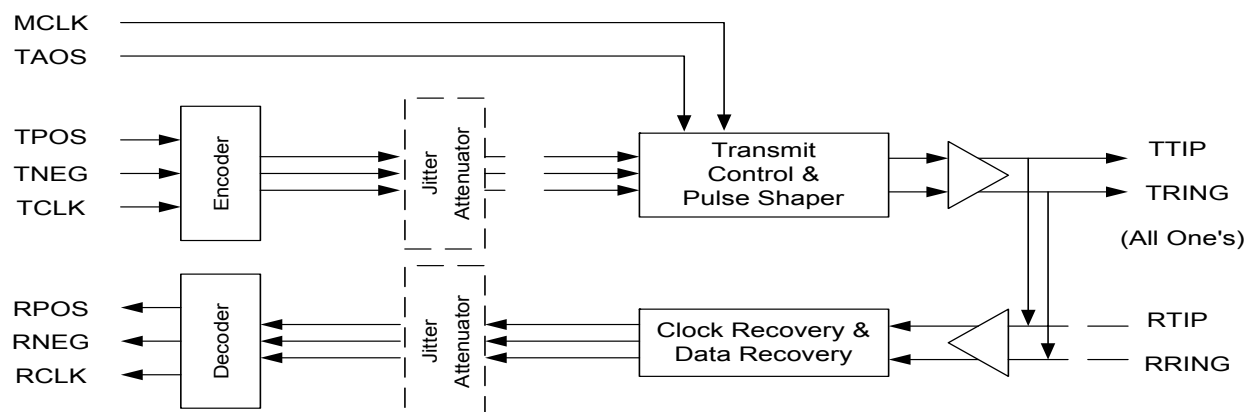 MCLK
TAOS
TPOS
TNEG
TCLK
Encoder
Jitter
Attenuator
Transmit
Control &
Pulse Shaper
TTIP
TRING
(All One's)
RPOS
RNEG
RCLK
Decoder
Jitter
Attenuator
Clock Recovery &
Data Recovery
RTIP
RRING